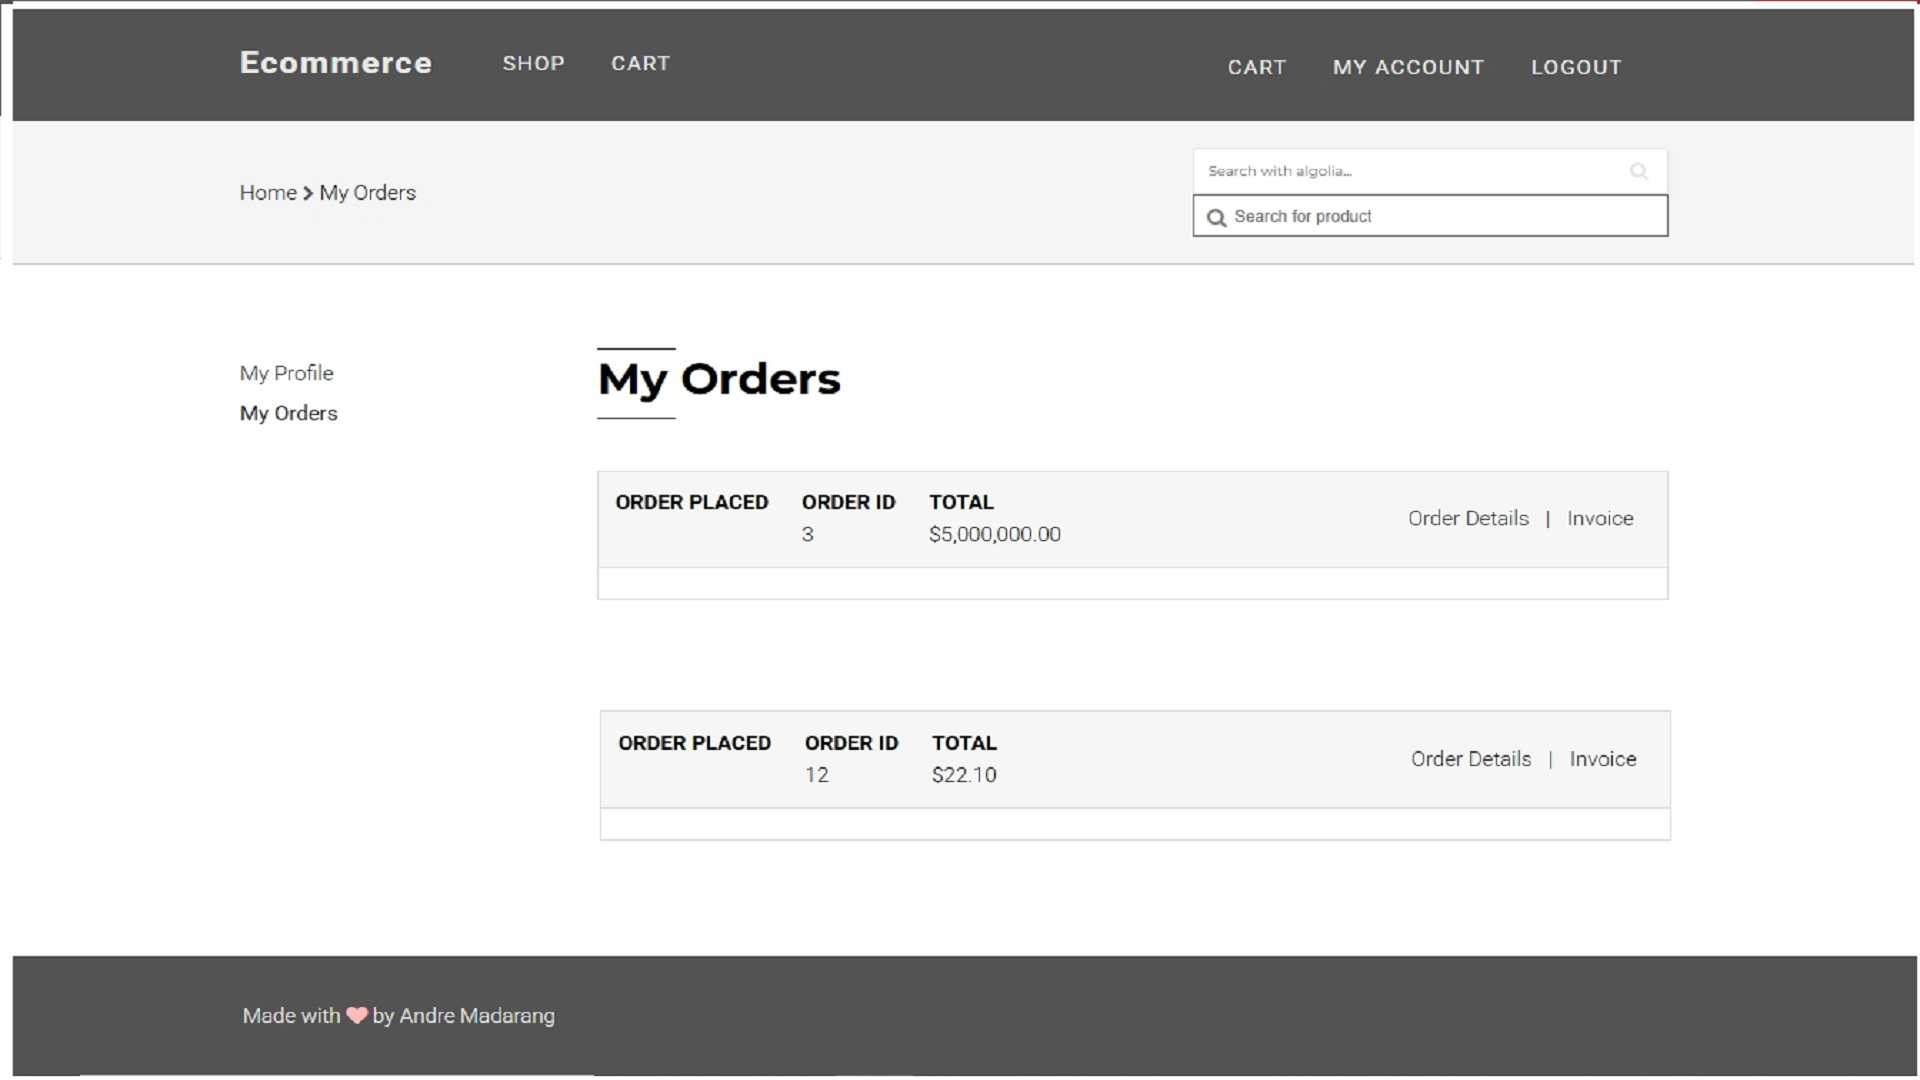 Ecommerce SHOP CART CART MY ACCOUNT LOGOUT
Home > My Orders
Search with algolia...
Search for product
My Profile
My Orders
My Orders
ORDER PLACED ORDER ID TOTAL
3 $5,000,000.00
Order Details | Invoice
ORDER PLACED ORDER ID TOTAL
12 $22.10
Order Details | Invoice
Made with ❤ by Andre Madarang